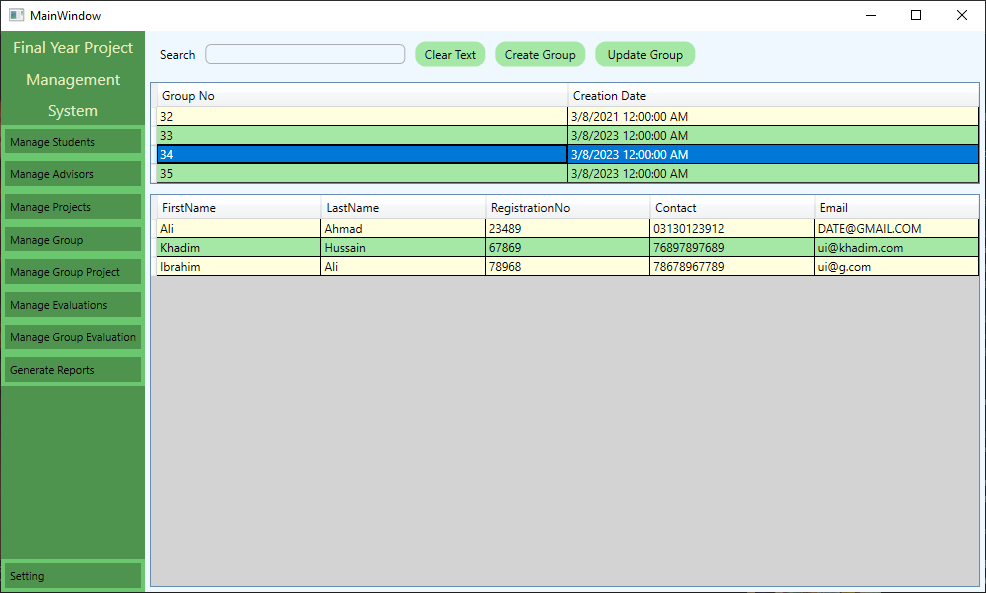 MainWindow
Final Year Project
Management
System
Manage Students
Manage Advisors
Manage Projects
Manage Group
Manage Group Project
Manage Evaluations
Manage Group Evaluation
Generate Reports
Setting
Search Clear Text Create Group Update Group
Group No Creation Date
32 3/8/2021 12:00:00 AM
33 3/8/2023 12:00:00 AM
34 3/8/2023 12:00:00 AM
35 3/8/2023 12:00:00 AM
FirstName LastName RegistrationNo Contact Email
Ali Ahmad 23489 03130123912 DATE@GMAIL.COM
Khadim Hussain 67869 76897897689 ui@khadim.com
Ibrahim Ali 78968 78678967789 ui@g.com